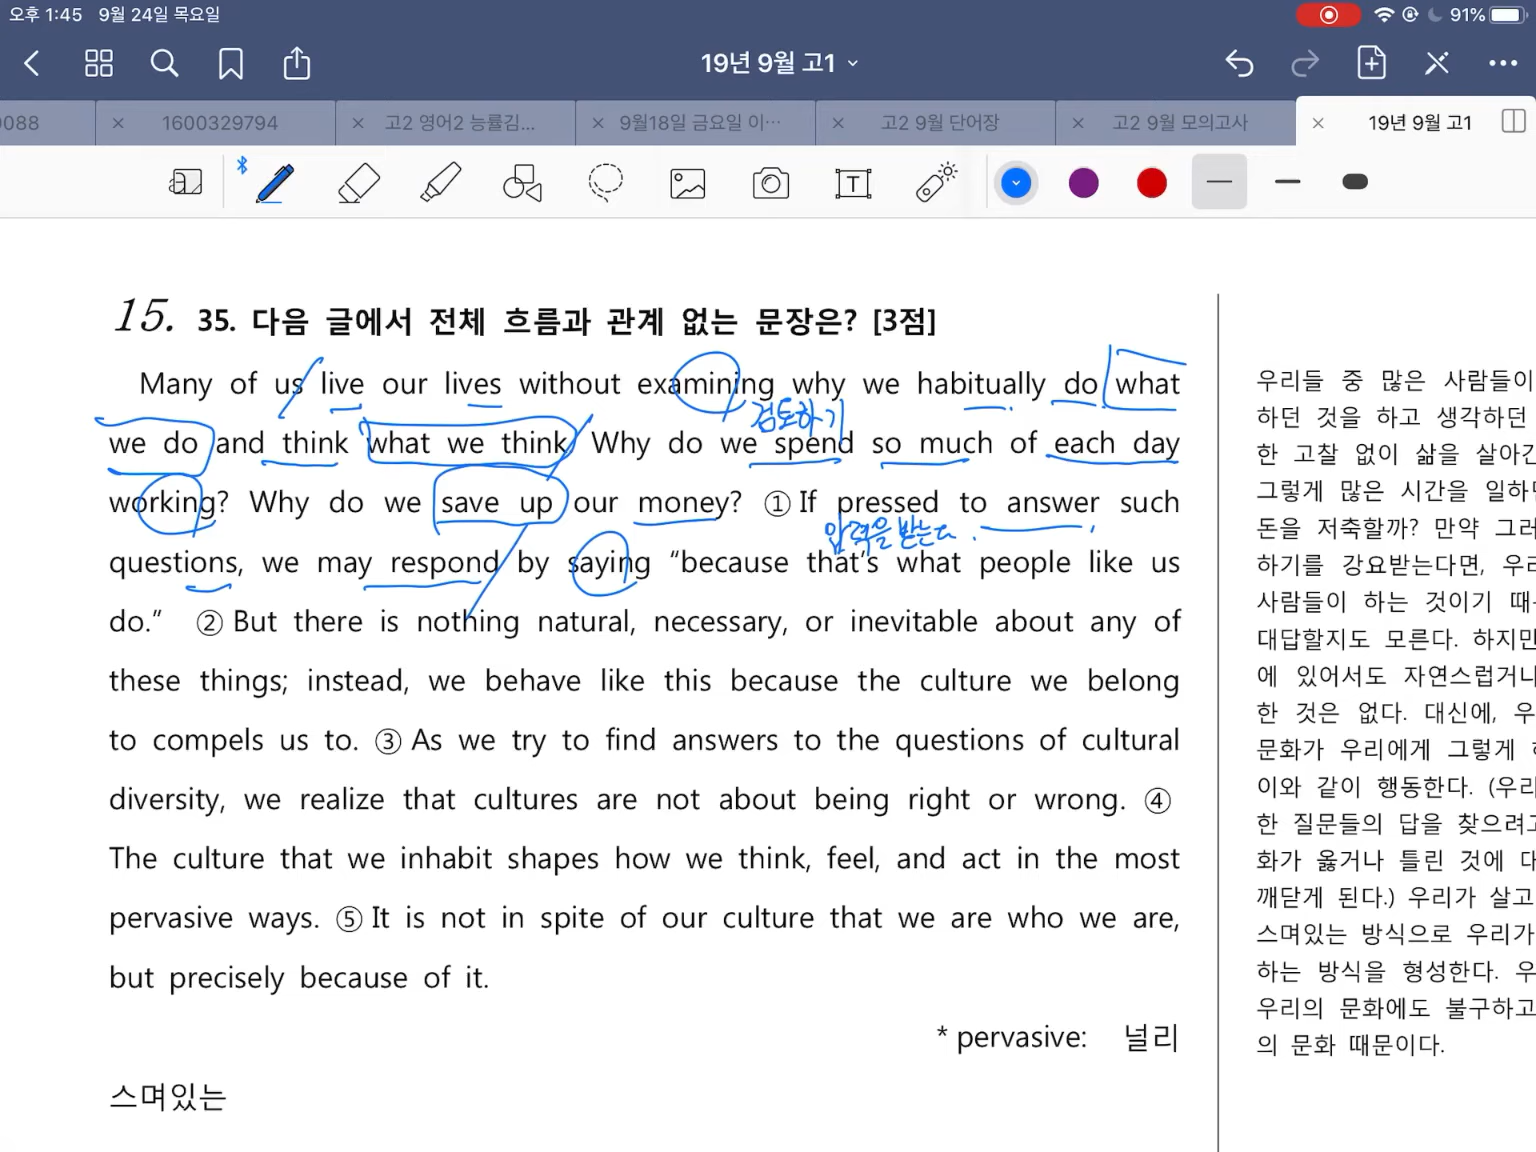 오후 1:45 9월 24일 목요일
91%
19년 9월 고1
0088
1600329794
고2 영어2 능률김...
9월18일 금요일 이...
고2 9월 단어장
고2 9월 모의고사
19년 9월 고1
15. 35. 다음 글에서 전체 흐름과 관계 없는 문장은? [3점]
Many of us live our lives without examining why we habitually do what
검토하기
we do and think what we think. Why do we spend so much of each day
working? Why do we save up our money? ① If pressed to answer such
압력을 받는다.
questions, we may respond by saying “because that’s what people like us
do.” ② But there is nothing natural, necessary, or inevitable about any of
these things; instead, we behave like this because the culture we belong
to compels us to. ③ As we try to find answers to the questions of cultural
diversity, we realize that cultures are not about being right or wrong. ④
The culture that we inhabit shapes how we think, feel, and act in the most
pervasive ways. ⑤ It is not in spite of our culture that we are who we are,
but precisely because of it.
* pervasive: 널리
스며있는
우리들 중 많은 사람들이
하던 것을 하고 생각하던
한 고찰 없이 삶을 살아간
그렇게 많은 시간을 일하
돈을 저축할까? 만약 그러
하기를 강요받는다면, 우리
사람들이 하는 것이기 때
대답할지도 모른다. 하지만
에 있어서도 자연스럽거나
한 것은 없다. 대신에, 우
문화가 우리에게 그렇게
이와 같이 행동한다. (우리
한 질문들의 답을 찾으려고
화가 옳거나 틀린 것에 대
깨닫게 된다.) 우리가 살고
스며있는 방식으로 우리가
하는 방식을 형성한다. 우
우리의 문화에도 불구하고
의 문화 때문이다.